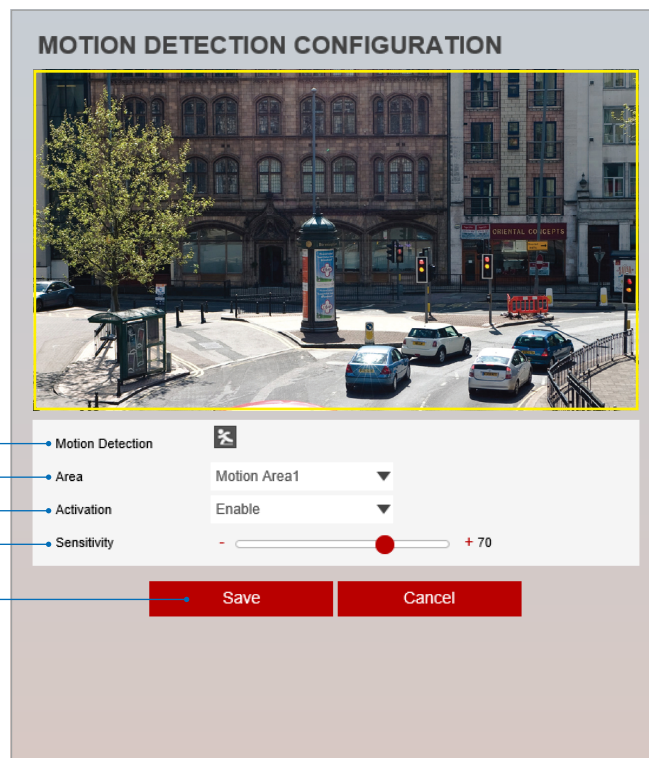 MOTION DETECTION CONFIGURATION
ORIENTAL CONCEPTS
Motion Detection
Area Motion Area1
Activation Enable
Sensitivity - + 70
Save Cancel